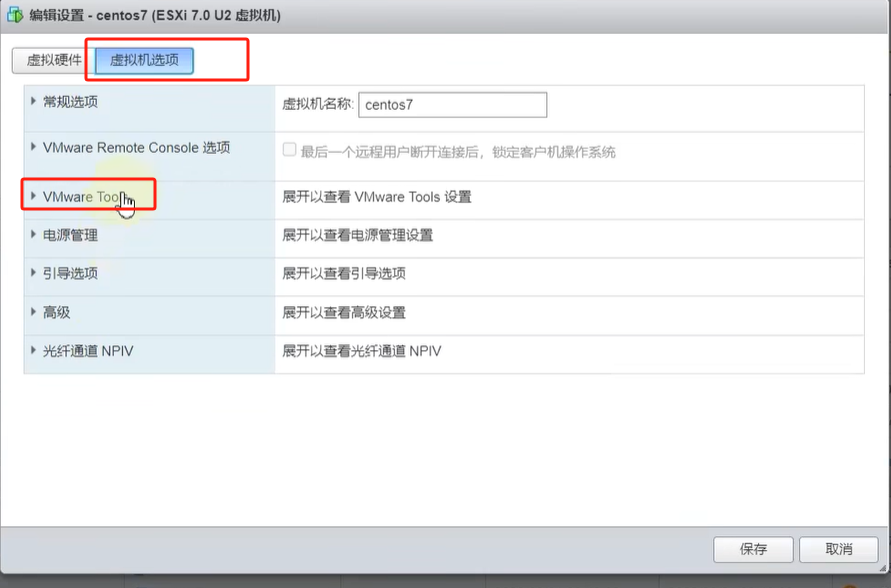 编辑设置 - centos7 (ESXi 7.0 U2 虚拟机)
虚拟硬件 虚拟机选项
常规选项 虚拟机名称: centos7
VMware Remote Console 选项 最后一个远程用户断开连接后，锁定客户机操作系统
VMware Tools 展开以查看 VMware Tools 设置
电源管理 展开以查看电源管理设置
引导选项 展开以查看引导选项
高级 展开以查看高级设置
光纤通道 NPIV 展开以查看光纤通道 NPIV
保存 取消